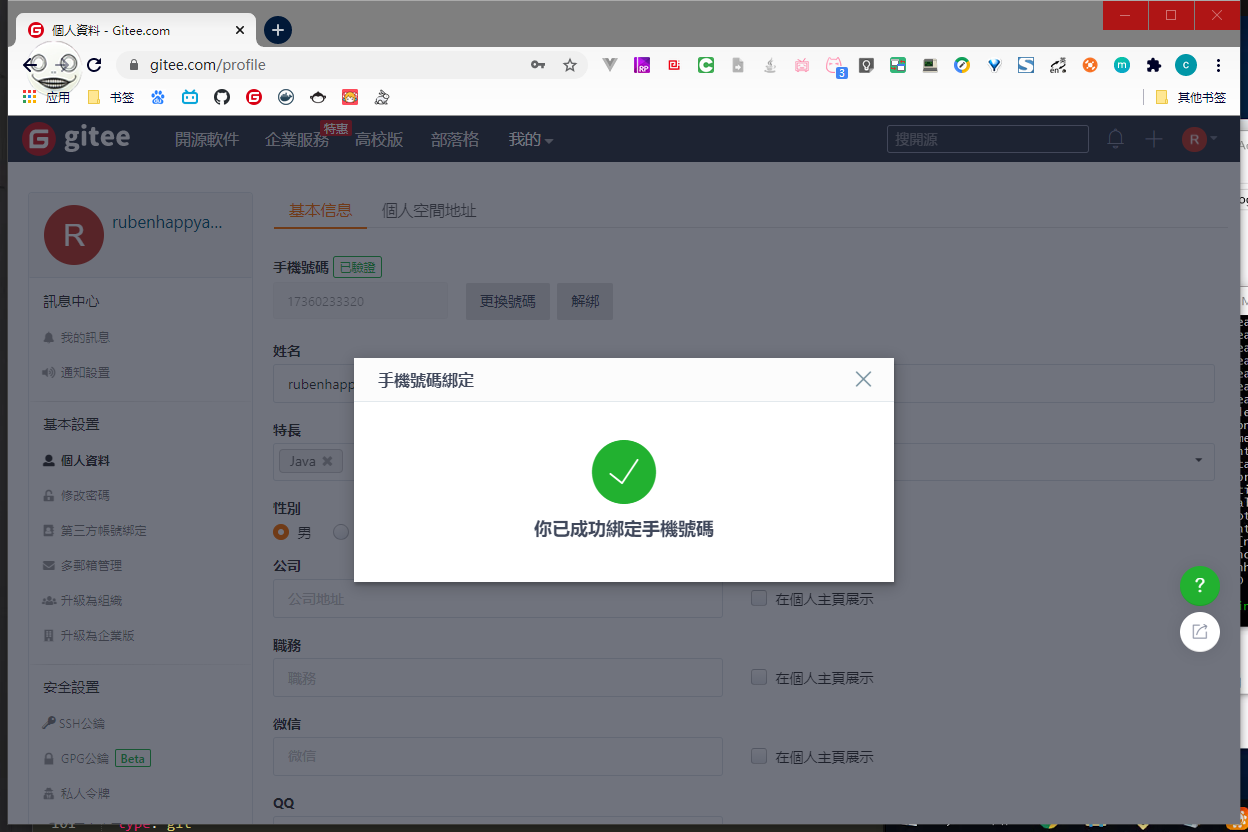 個人資料 - Gitee.com
gitee.com/profile
应用
书签
其他书签
gitee
開源軟件
企業服務
特惠
高校版
部落格
我的
搜開源
R
R
rubenhappya...
訊息中心
我的訊息
通知設置
基本設置
個人資料
修改密碼
第三方帳號綁定
多郵箱管理
升級為組織
升級為企業版
安全設置
SSH公鑰
GPG公鑰 Beta
私人令牌
基本信息
個人空間地址
手機號碼 已驗證
17360233320
更換號碼
解綁
姓名
rubenhapp
特長
Java
性別
男
手機號碼綁定
你已成功綁定手機號碼
公司
公司地址
在個人主頁展示
職務
職務
在個人主頁展示
微信
微信
在個人主頁展示
QQ
?
type: git